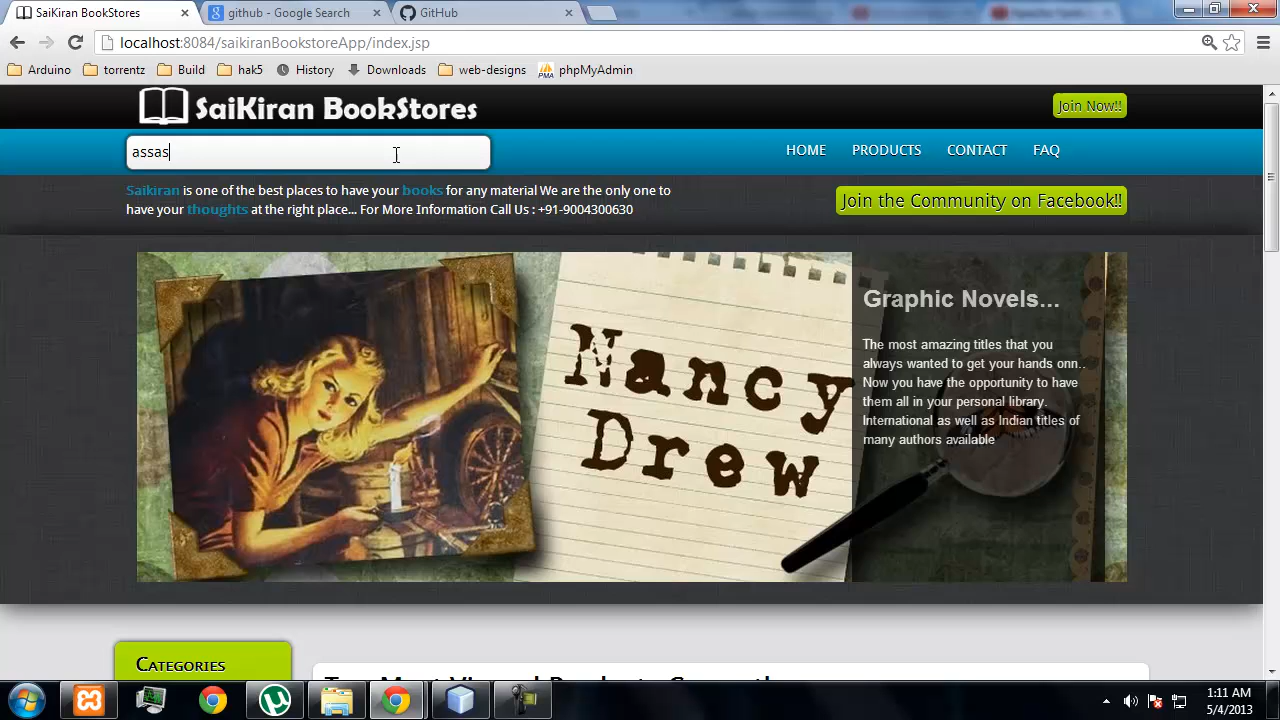 SaiKiran BookStores
github - Google Search
GitHub
localhost:8084/saikiranBookstoreApp/index.jsp
Arduino
torrentz
Build
hak5
History
Downloads
web-designs
PMA
phpMyAdmin
SaiKiran BookStores
Join Now!!
assas
HOME
PRODUCTS
CONTACT
FAQ
Saikiran is one of the best places to have your books for any material We are the only one to
have your thoughts at the right place... For More Information Call Us : +91-9004300630
Join the Community on Facebook!!
Nancy
Drew
Graphic Novels...
The most amazing titles that you
always wanted to get your hands onn..
Now you have the opportunity to have
them all in your personal library.
International as well as Indian titles of
many authors available
Categories
1:11 AM
5/4/2013